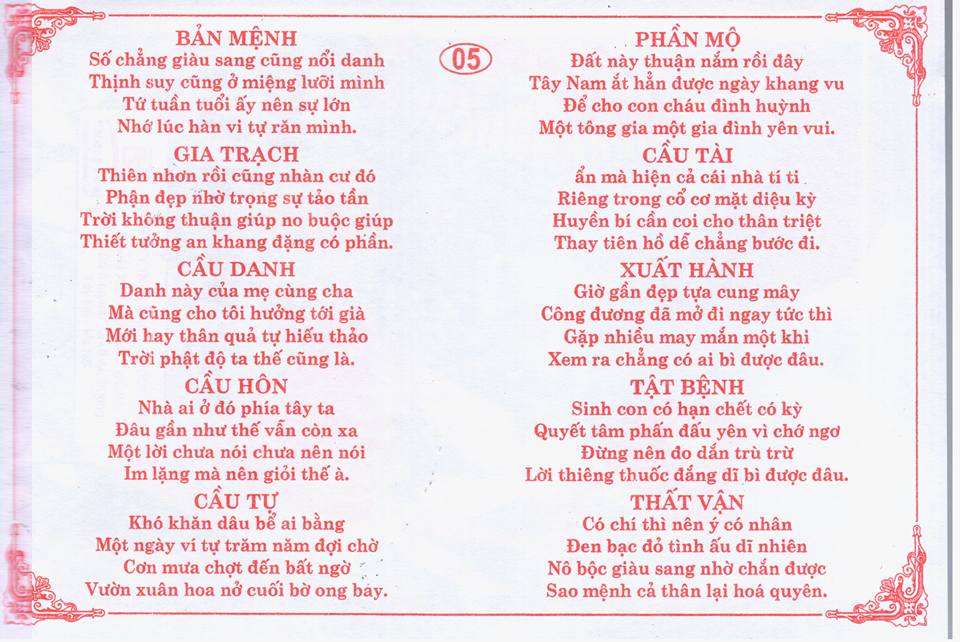 05
BẢN MỆNH
Số chẳng giàu sang cũng nổi danh
Thịnh suy cũng ở miệng lưỡi mình
Tứ tuần tuổi ấy nên sự lớn
Nhớ lúc hàn vi tự răn mình.
GIA TRẠCH
Thiên nhơn rồi cũng nhàn cư đó
Phận đẹp nhờ trọng sự tảo tần
Trời không thuận giúp no buộc giúp
Thiết tưởng an khang đặng có phần.
CẦU DANH
Danh này của mẹ cùng cha
Mà cũng cho tôi hưởng tới già
Mới hay thân quả tự hiếu thảo
Trời phật độ ta thế cũng là.
CẦU HÔN
Nhà ai ở đó phía tây ta
Đâu gần như thế vẫn còn xa
Một lời chưa nói chưa nên nói
Im lặng mà nên giỏi thế à.
CẦU TỰ
Khó khăn dâu bể ai bằng
Một ngày ví tự trăm năm đợi chờ
Cơn mưa chợt đến bất ngờ
Vườn xuân hoa nở cuối bờ ong bay.
PHẦN MỘ
Đất này thuận nắm rồi đây
Tây Nam ắt hẳn được ngày khang vu
Để cho con cháu đình huỳnh
Một tông gia một gia đình yên vui.
CẦU TÀI
ẩn mà hiện cả cái nhà tí ti
Riêng trong cổ cơ mặt diệu kỳ
Huyền bí cần coi cho thân triệt
Thay tiên hồ dễ chẳng bước đi.
XUẤT HÀNH
Giờ gần đẹp tựa cung mây
Công đương đã mở đi ngay tức thì
Gặp nhiều may mắn một khi
Xem ra chẳng có ai bì được đâu.
TẬT BỆNH
Sinh con có hạn chết có kỳ
Quyết tâm phấn đấu yên vì chớ ngơ
Đừng nên đo dắn trù trừ
Lời thiêng thuốc đắng dĩ bì được đâu.
THẤT VẬN
Có chí thì nên ý có nhân
Đen bạc đỏ tình ấu dĩ nhiên
Nô bộc giàu sang nhờ chắn được
Sao mệnh cả thân lại hoá quyên.